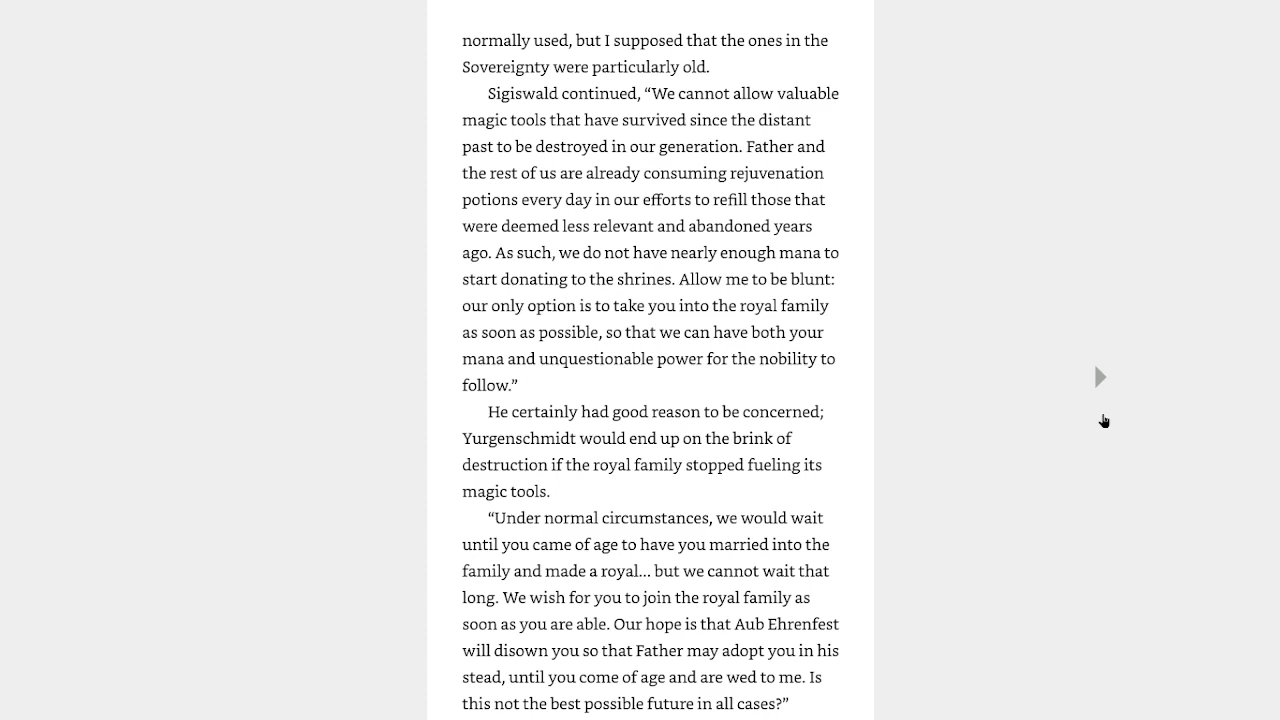 normally used, but I supposed that the ones in the
Sovereignty were particularly old.
Sigiswald continued, “We cannot allow valuable
magic tools that have survived since the distant
past to be destroyed in our generation. Father and
the rest of us are already consuming rejuvenation
potions every day in our efforts to refill those that
were deemed less relevant and abandoned years
ago. As such, we do not have nearly enough mana to
start donating to the shrines. Allow me to be blunt:
our only option is to take you into the royal family
as soon as possible, so that we can have both your
mana and unquestionable power for the nobility to
follow.”
He certainly had good reason to be concerned;
Yurgenschmidt would end up on the brink of
destruction if the royal family stopped fueling its
magic tools.
“Under normal circumstances, we would wait
until you came of age to have you married into the
family and made a royal... but we cannot wait that
long. We wish for you to join the royal family as
soon as you are able. Our hope is that Aub Ehrenfest
will disown you so that Father may adopt you in his
stead, until you come of age and are wed to me. Is
this not the best possible future in all cases?”